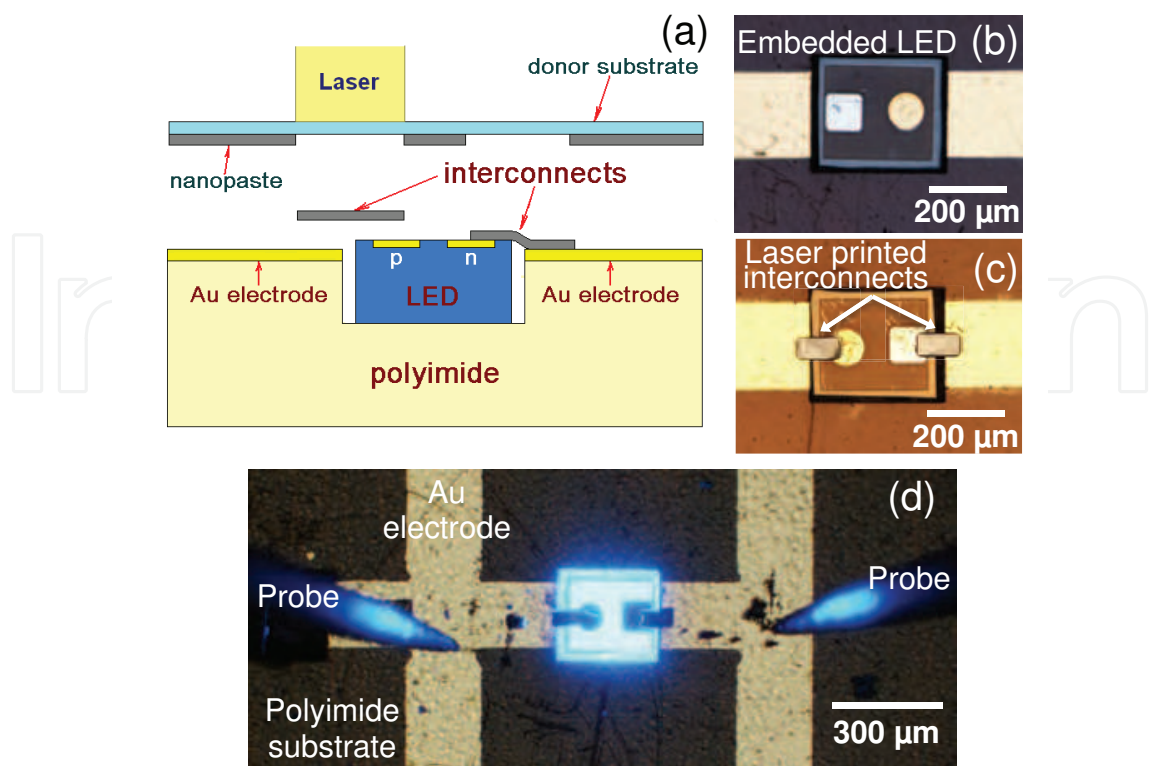 (a)
Laser
donor substrate
nanopaste
interconnects
p
n
Au electrode
LED
Au electrode
polyimide
Embedded LED
(b)
200 µm
Laser printed
interconnects
(c)
200 µm
Au
electrode
(d)
Probe
Probe
Polyimide
substrate
300 µm